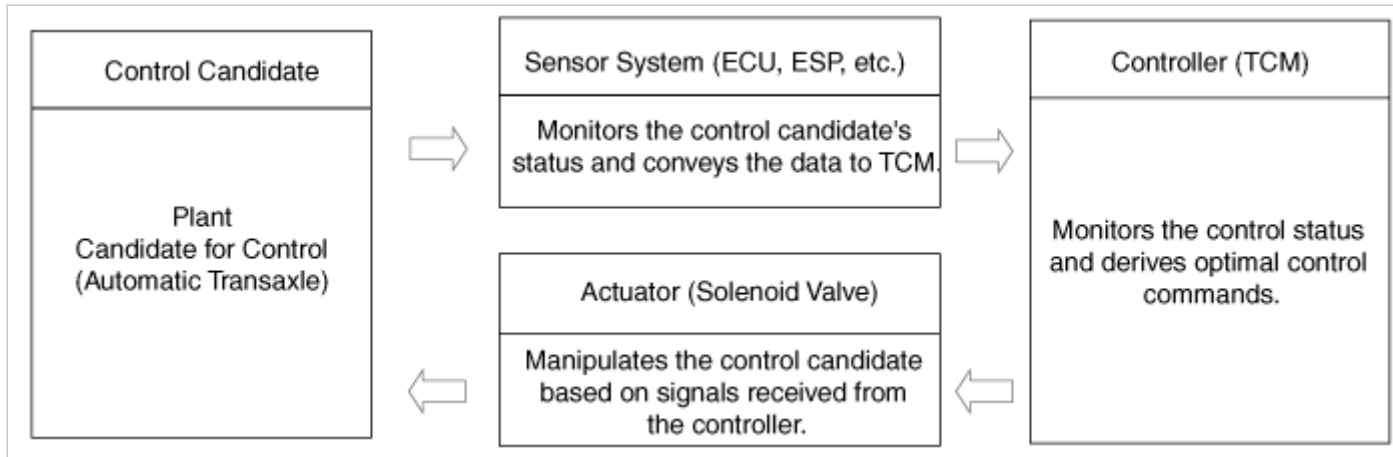 Control Candidate
Plant
Candidate for Control
(Automatic Transaxle)
Sensor System (ECU, ESP, etc.)
Monitors the control candidate's
status and conveys the data to TCM.
Controller (TCM)
Monitors the control status
and derives optimal control
commands.
Actuator (Solenoid Valve)
Manipulates the control candidate
based on signals received from
the controller.